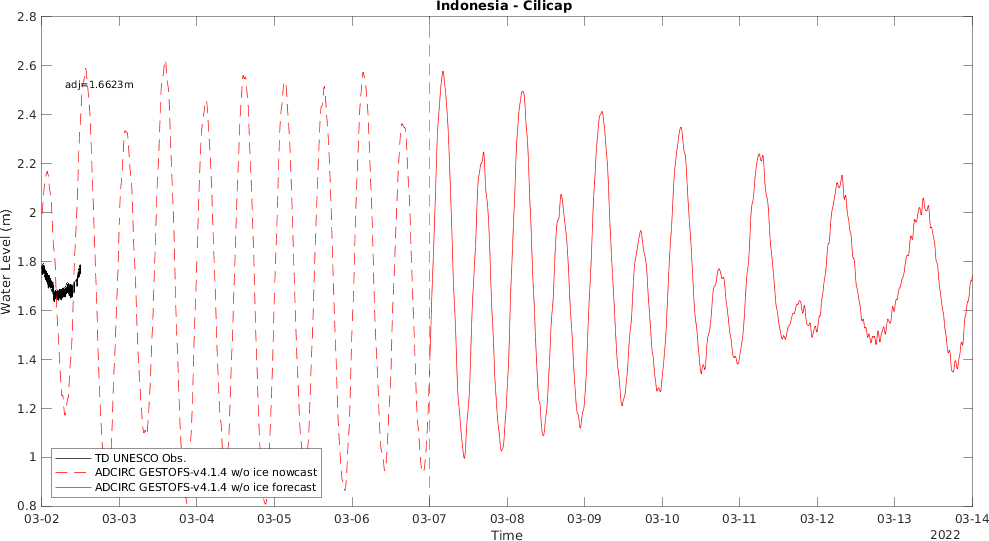 Indonesia - Cilicap
2.8
2.6
2.4
2.2
2
1.8
1.6
1.4
1.2
1
0.8
Water Level (m)
adj=1.6623m
TD UNESCO Obs.
ADCIRC GESTOFS-v4.1.4 w/o ice nowcast
ADCIRC GESTOFS-v4.1.4 w/o ice forecast
03-02 03-03 03-04 03-05 03-06 03-07 03-08 03-09 03-10 03-11 03-12 03-13 03-14
Time
2022